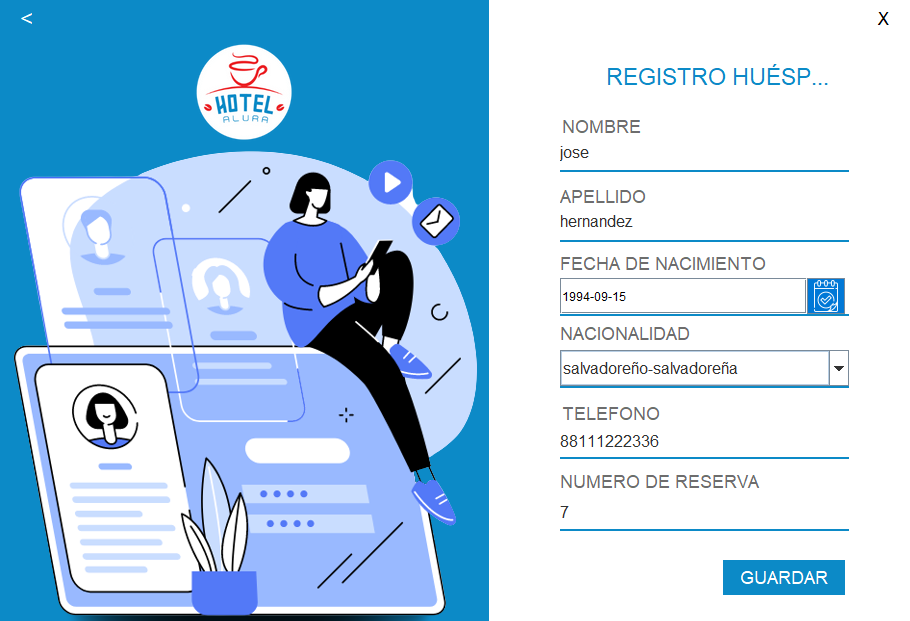 <
X
HOTEL
ALURA
REGISTRO HUÉSP...
NOMBRE
jose
APELLIDO
hernandez
FECHA DE NACIMIENTO
1994-09-15
NACIONALIDAD
salvadoreño-salvadoreña
TELEFONO
88111222336
NUMERO DE RESERVA
7
GUARDAR